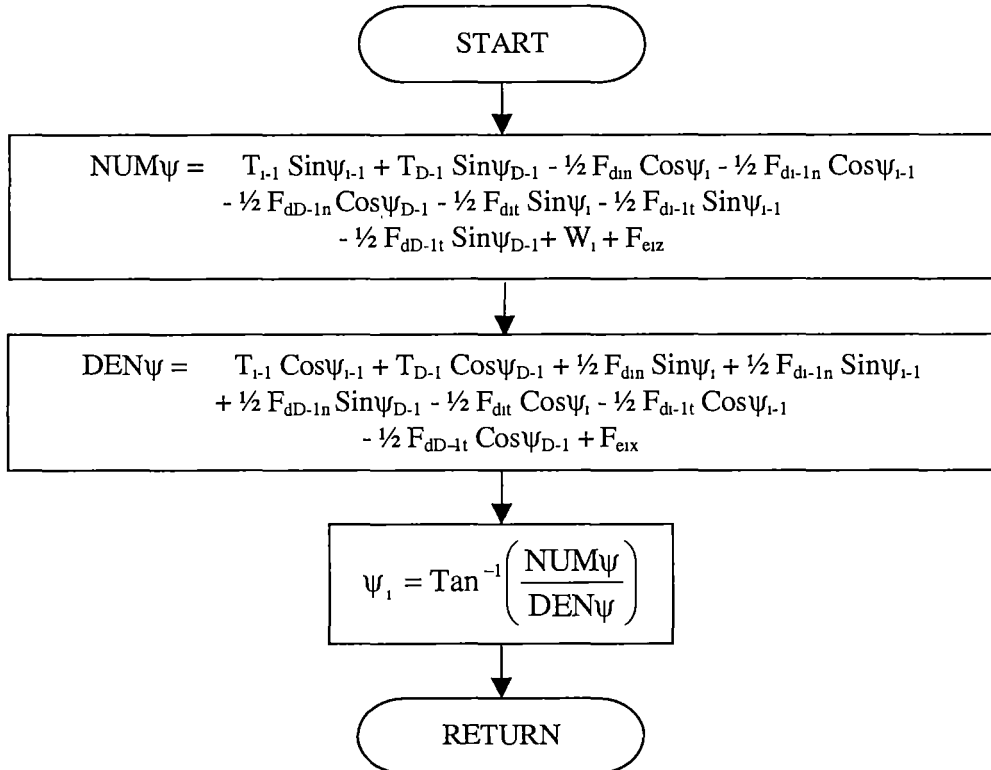 START
NUMψ = T_{i-1} Sinψ_{i-1} + T_{D-1} Sinψ_{D-1} - ½ F_{din} Cosψ_i - ½ F_{di-1n} Cosψ_{i-1}
- ½ F_{dD-1n} Cosψ_{D-1} - ½ F_{dit} Sinψ_i - ½ F_{di-1t} Sinψ_{i-1}
- ½ F_{dD-1t} Sinψ_{D-1} + W_i + F_{eiz}
DENψ = T_{i-1} Cosψ_{i-1} + T_{D-1} Cosψ_{D-1} + ½ F_{din} Sinψ_i + ½ F_{di-1n} Sinψ_{i-1}
+ ½ F_{dD-1n} Sinψ_{D-1} - ½ F_{dit} Cosψ_i - ½ F_{di-1t} Cosψ_{i-1}
- ½ F_{dD-1t} Cosψ_{D-1} + F_{eix}
ψ_i = Tan^{-1}(NUMψ / DENψ)
RETURN